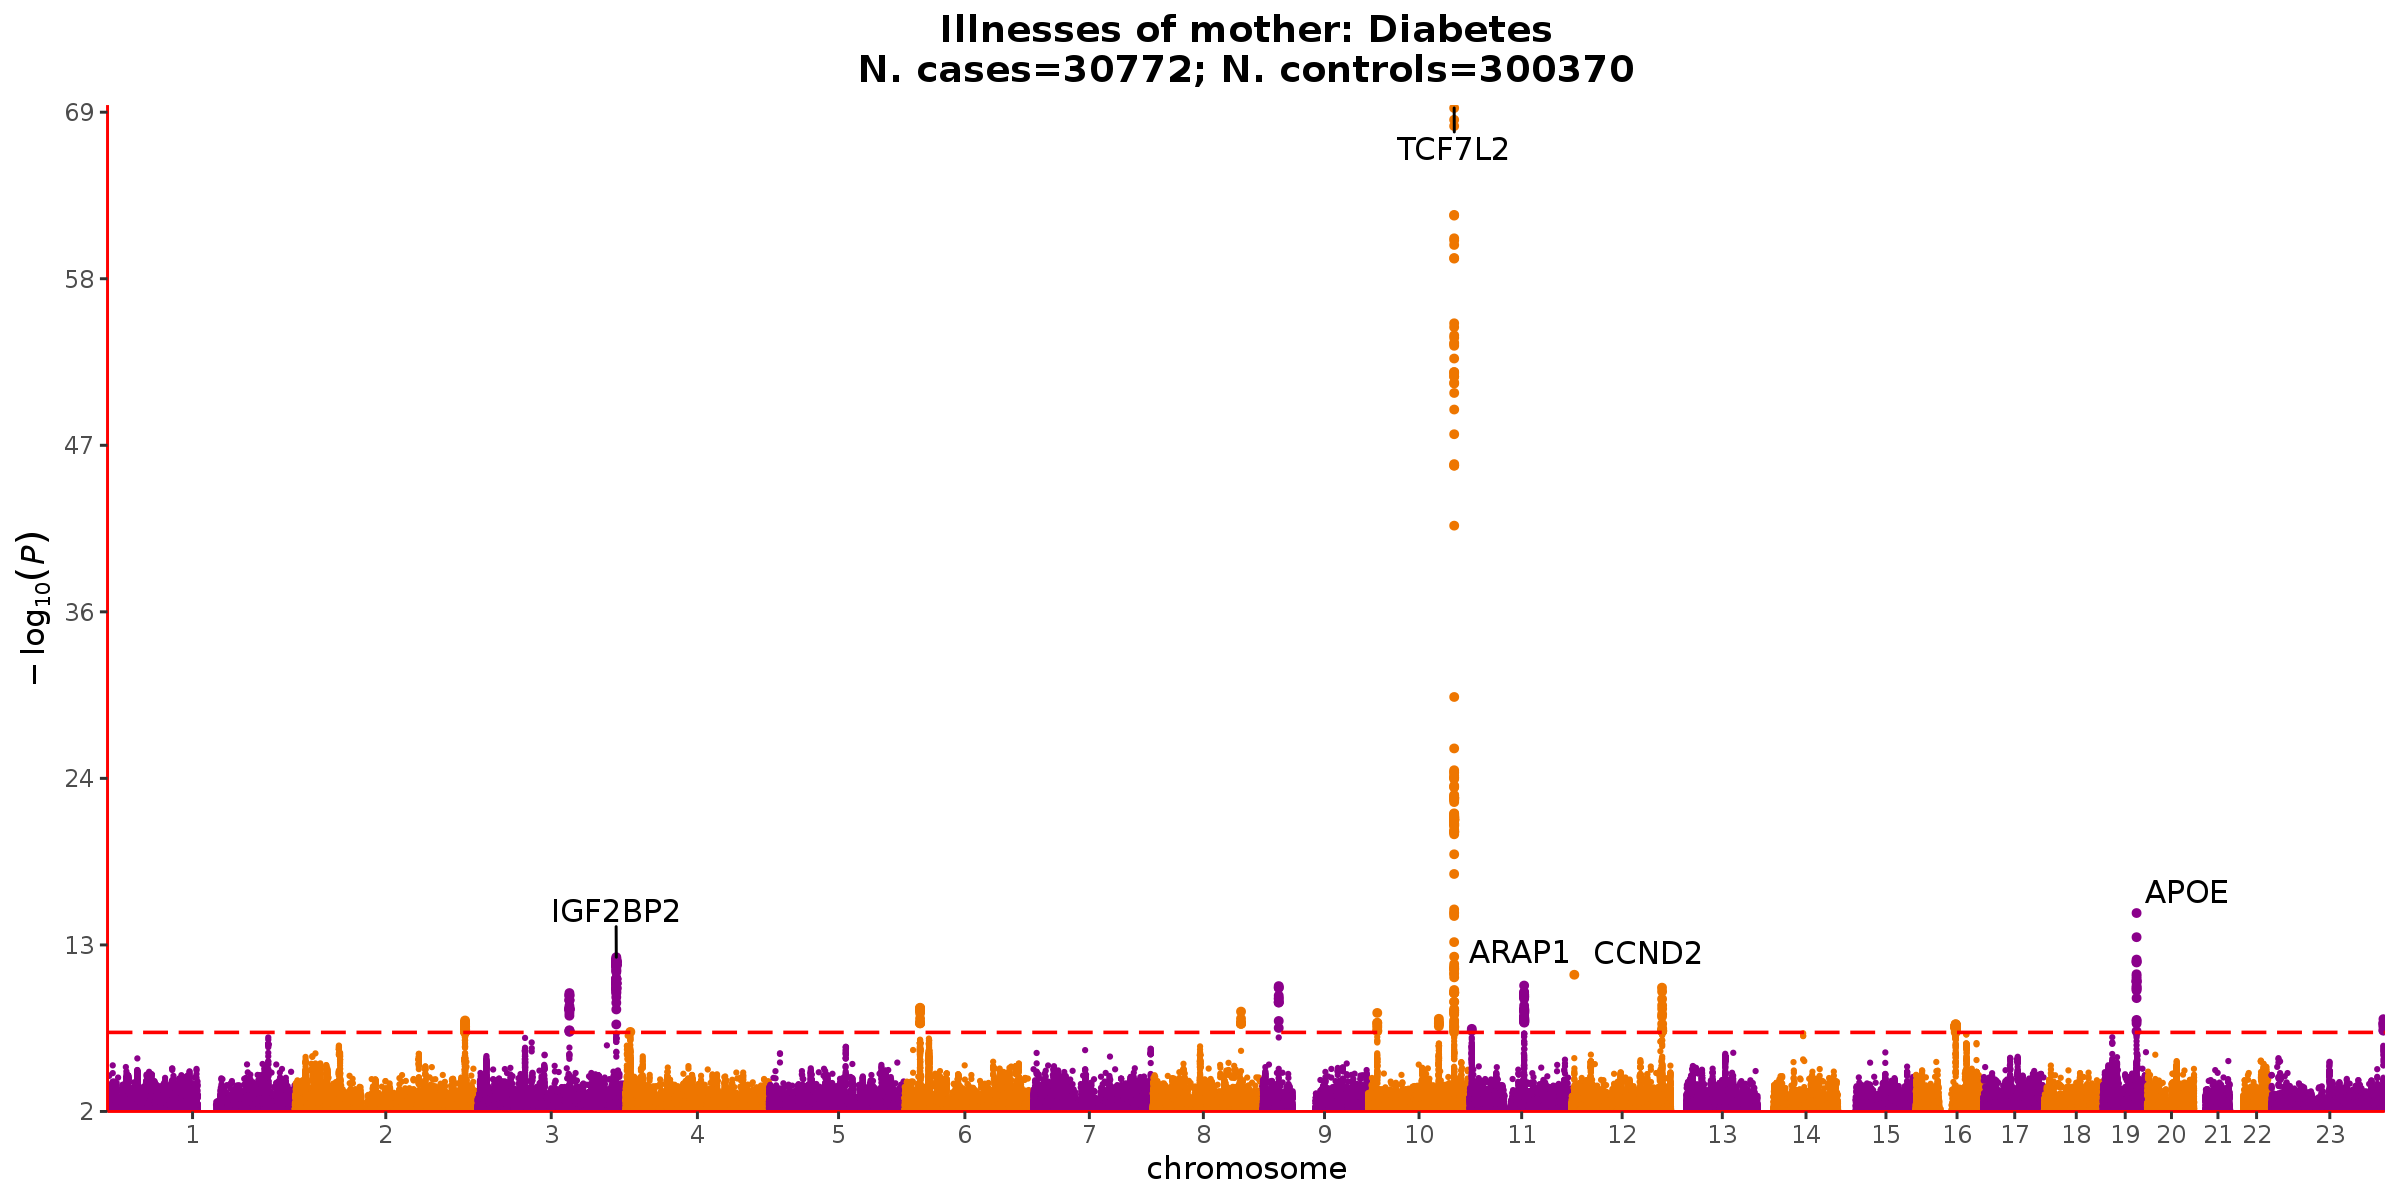 Illnesses of mother: Diabetes
N. cases=30772; N. controls=300370
69
TCF7L2
58
47
−log₁₀(P)
36
24
APOE
IGF2BP2
13
ARAP1 CCND2
2
1 2 3 4 5 6 7 8 9 10 11 12 13 14 15 16 17 18 19 20 21 22 23
chromosome